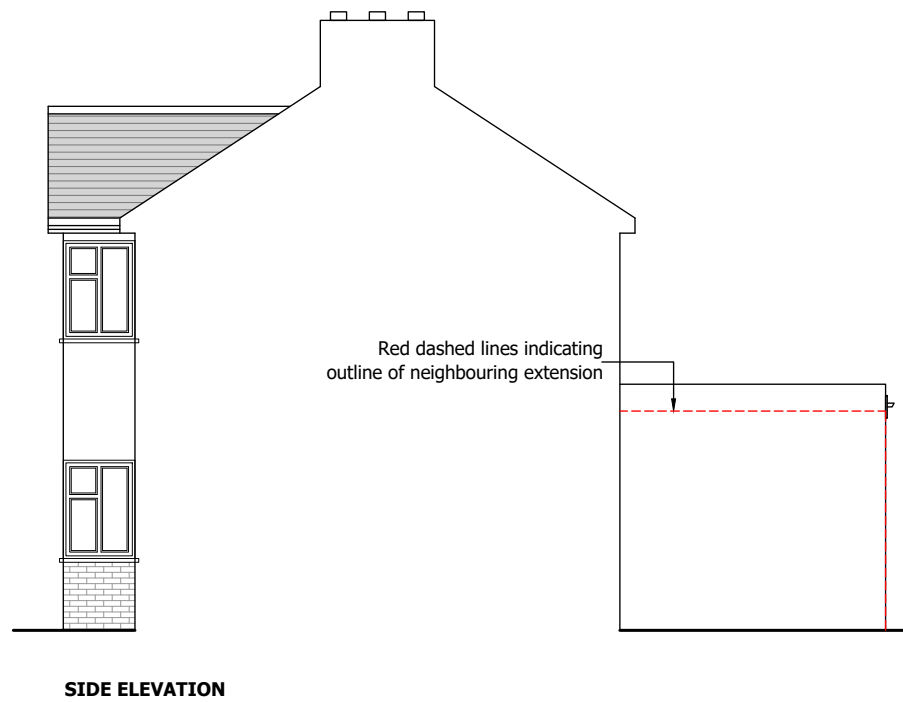 Red dashed lines indicating
outline of neighbouring extension
SIDE ELEVATION